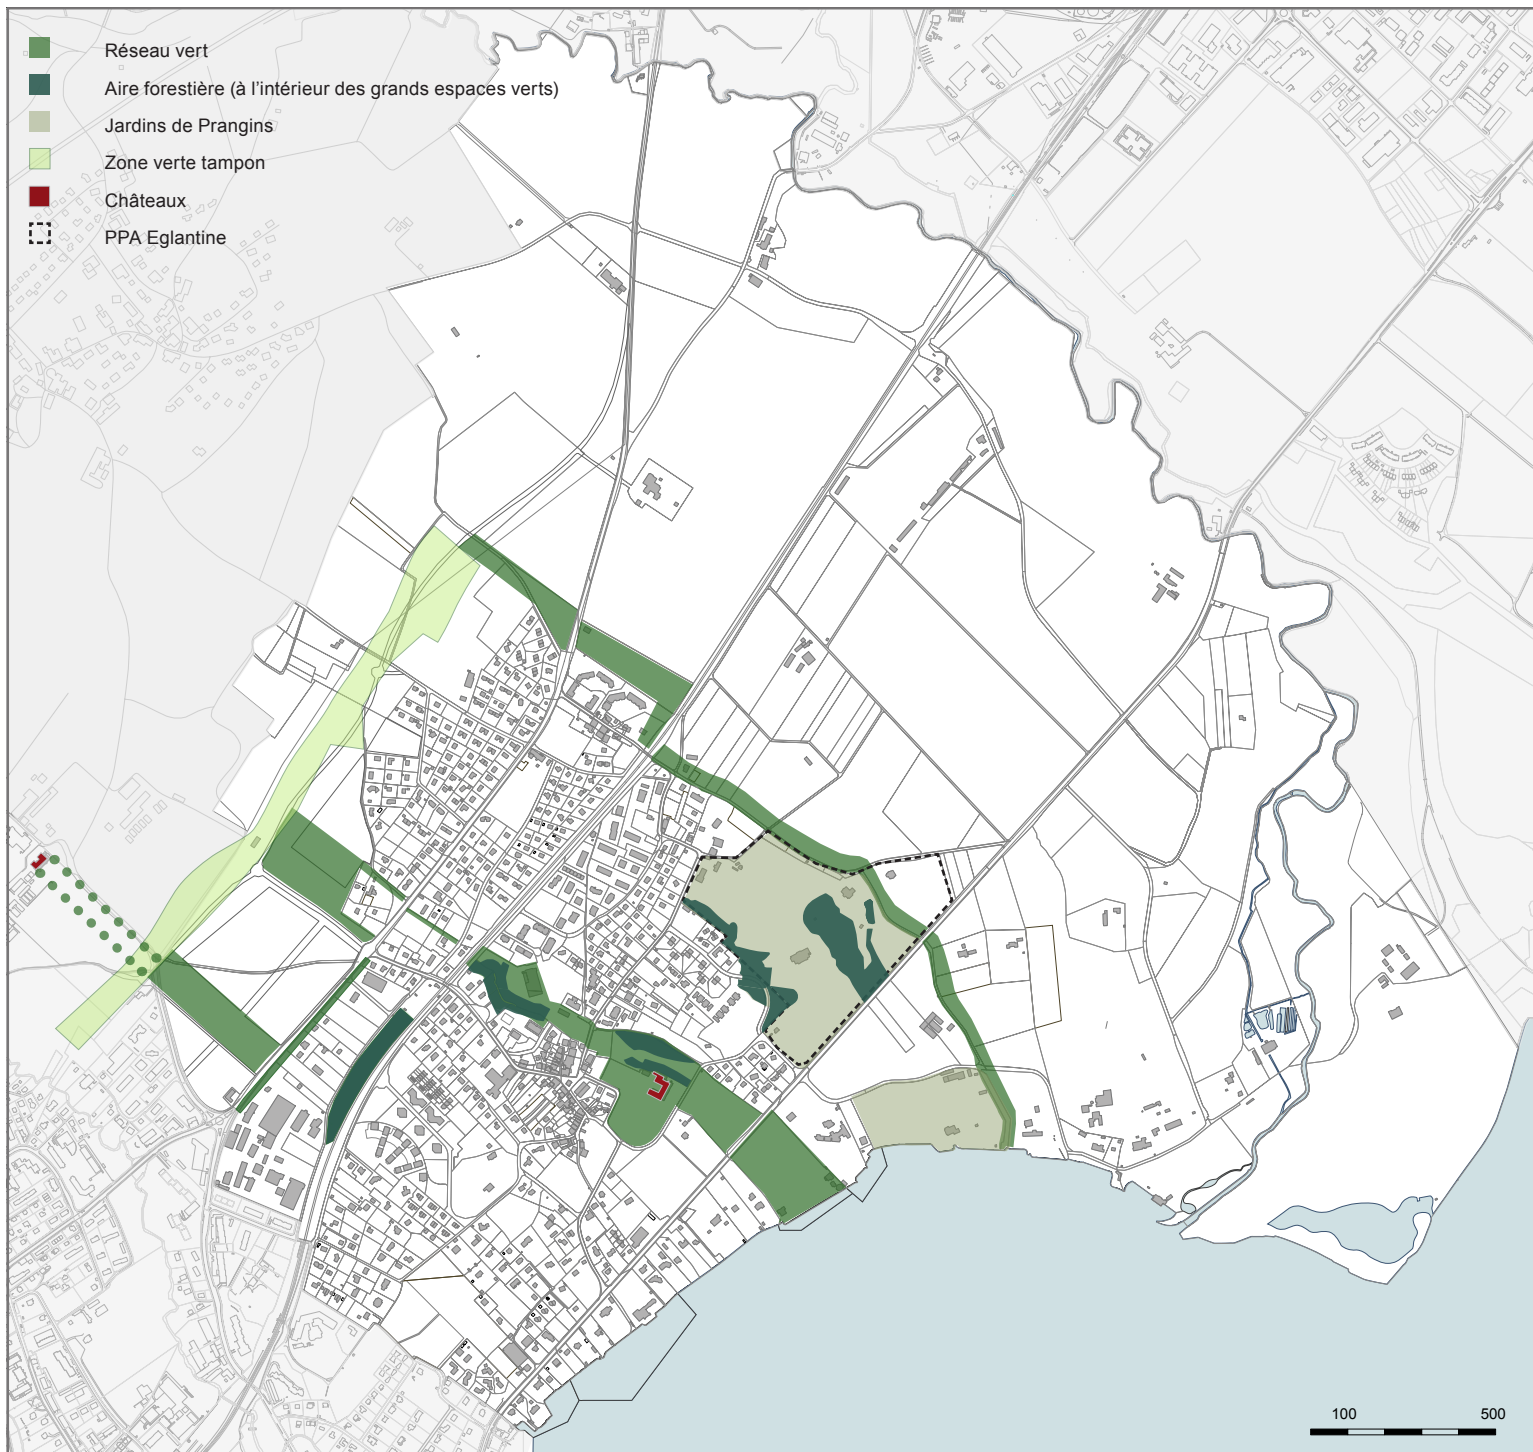 Réseau vert
Aire forestière (à l'intérieur des grands espaces verts)
Jardins de Prangins
Zone verte tampon
Châteaux
PPA Eglantine
100 500